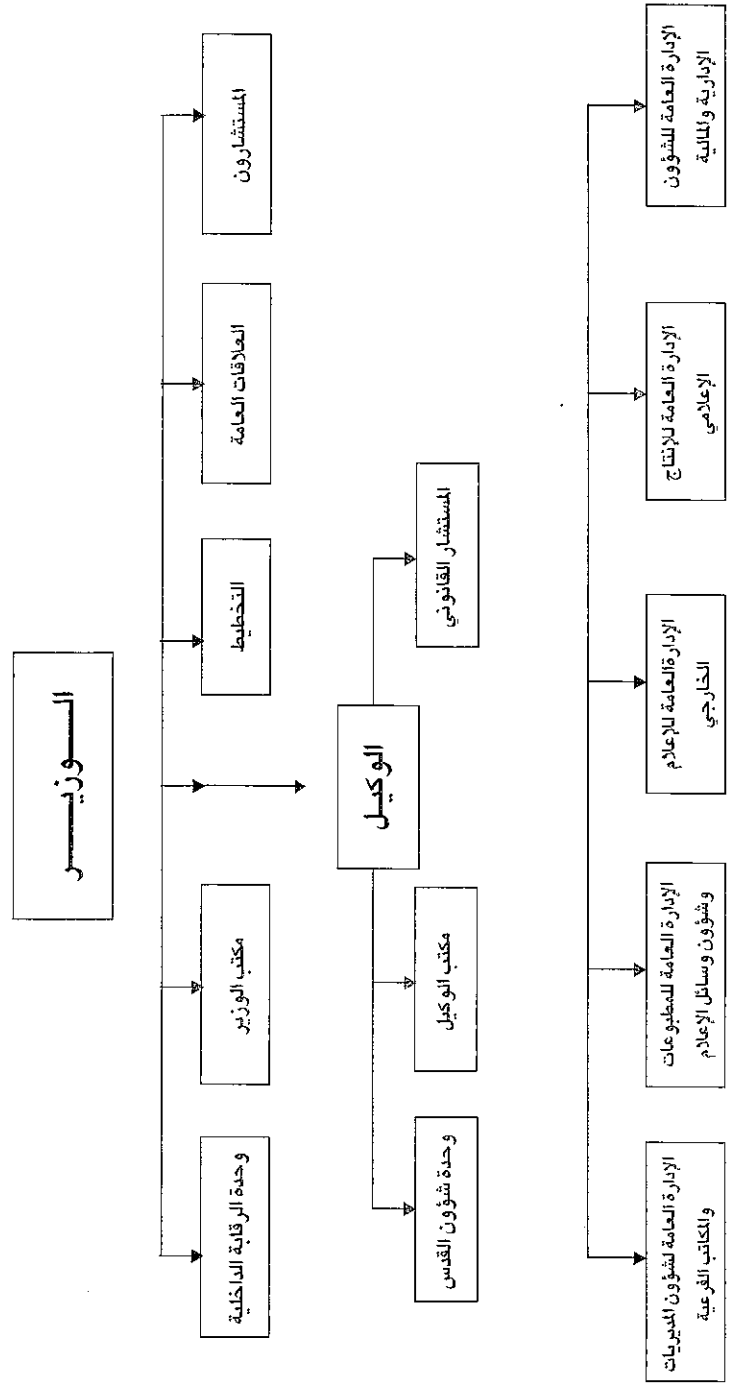 الـــوزيـــر
المستشارون
العلاقات العامة
التخطيط
مكتب الوزير
وحدة الرقابة الداخلية
الوكيـل
المستشار القانوني
مكتب الوكيل
وحدة شؤون القدس
الإدارة العامة للشؤون
الإدارية والمالية
الإدارة العامة للإنتاج
الإعلامي
الإدارة العامة للإعلام
الخارجي
الإدارة العامة للمطبوعات
وشؤون وسائل الإعلام
الإدارة العامة لشؤون المديريات
والمكاتب الفرعية